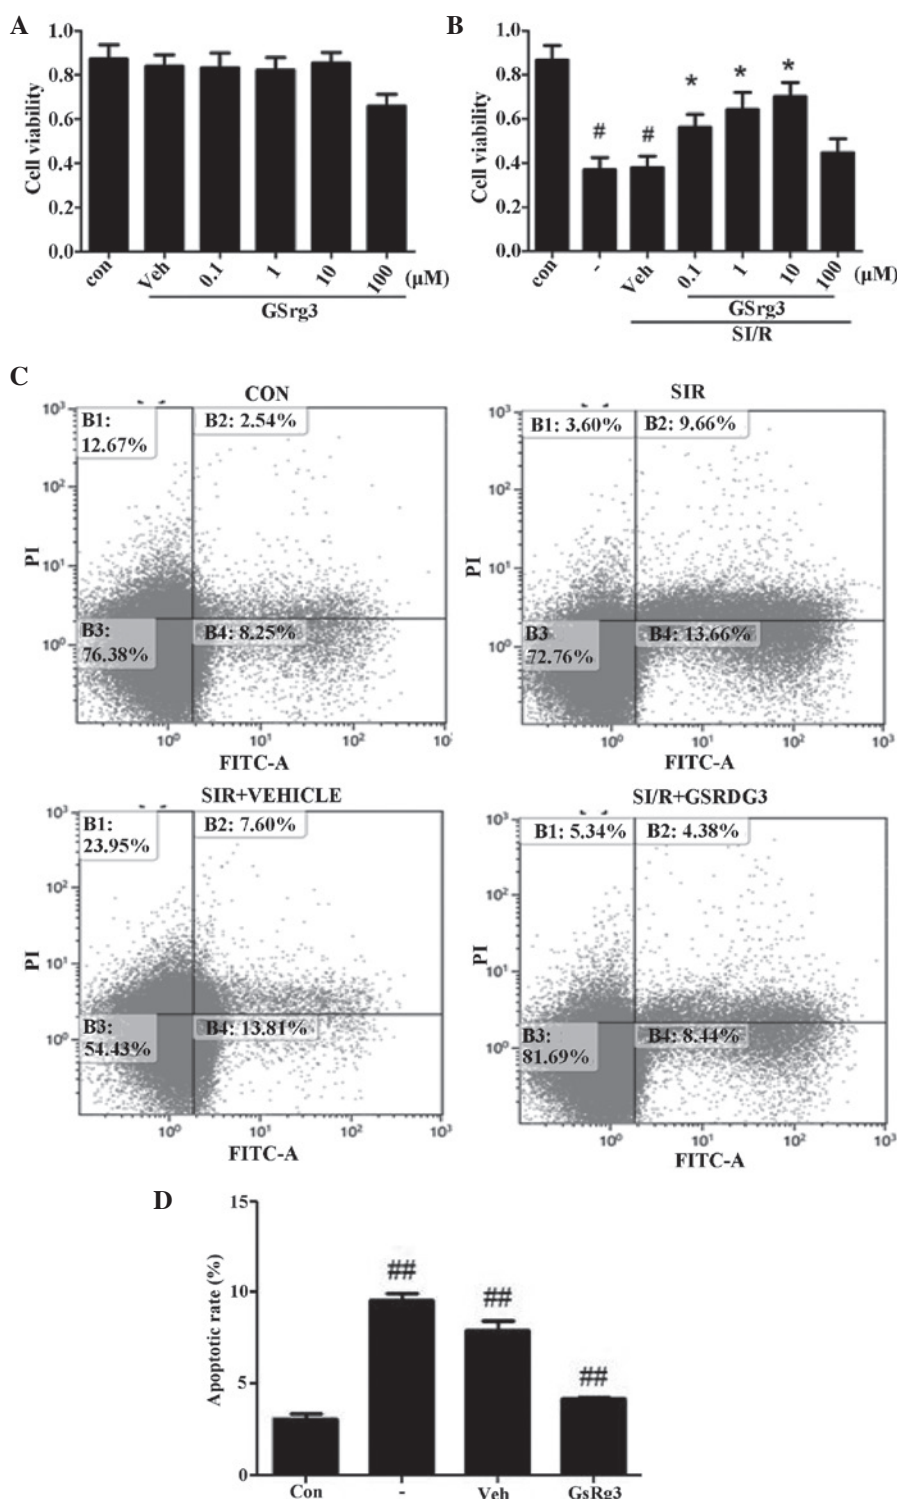 A
1.0
0.8
0.6
0.4
0.2
0.0
Cell viability
con
Veh
0.1
1
10
100
(μM)
GSrg3
B
1.0
0.8
0.6
0.4
0.2
0.0
Cell viability
#
#
*
*
*
con
-
Veh
0.1
1
10
100
(μM)
GSrg3
SI/R
C
CON
10³
10²
10¹
10⁰
PI
B1:
12.67%
B2: 2.54%
B3:
76.38%
B4: 8.25%
10⁰
10¹
10²
10
FITC-A
SIR
10³
10²
10¹
10⁰
PI
B1: 3.60%
B2: 9.66%
B3
72.76%
B4: 13.66%
10⁰
10¹
10²
10³
FITC-A
SIR+VEHICLE
10³
10²
10¹
10⁰
PI
B1:
23.95%
B2: 7.60%
B3:
54.43%
B4: 13.81%
10⁰
10¹
10²
10³
FITC-A
SI/R+GSRDG3
10³
10²
10¹
10⁰
PI
B1: 5.34%
B2: 4.38%
B3:
81.69%
B4: 8.44%
10⁰
10¹
10²
10³
FITC-A
D
15
10
5
0
Apoptotic rate (%)
##
##
##
Con
-
Veh
GsRg3